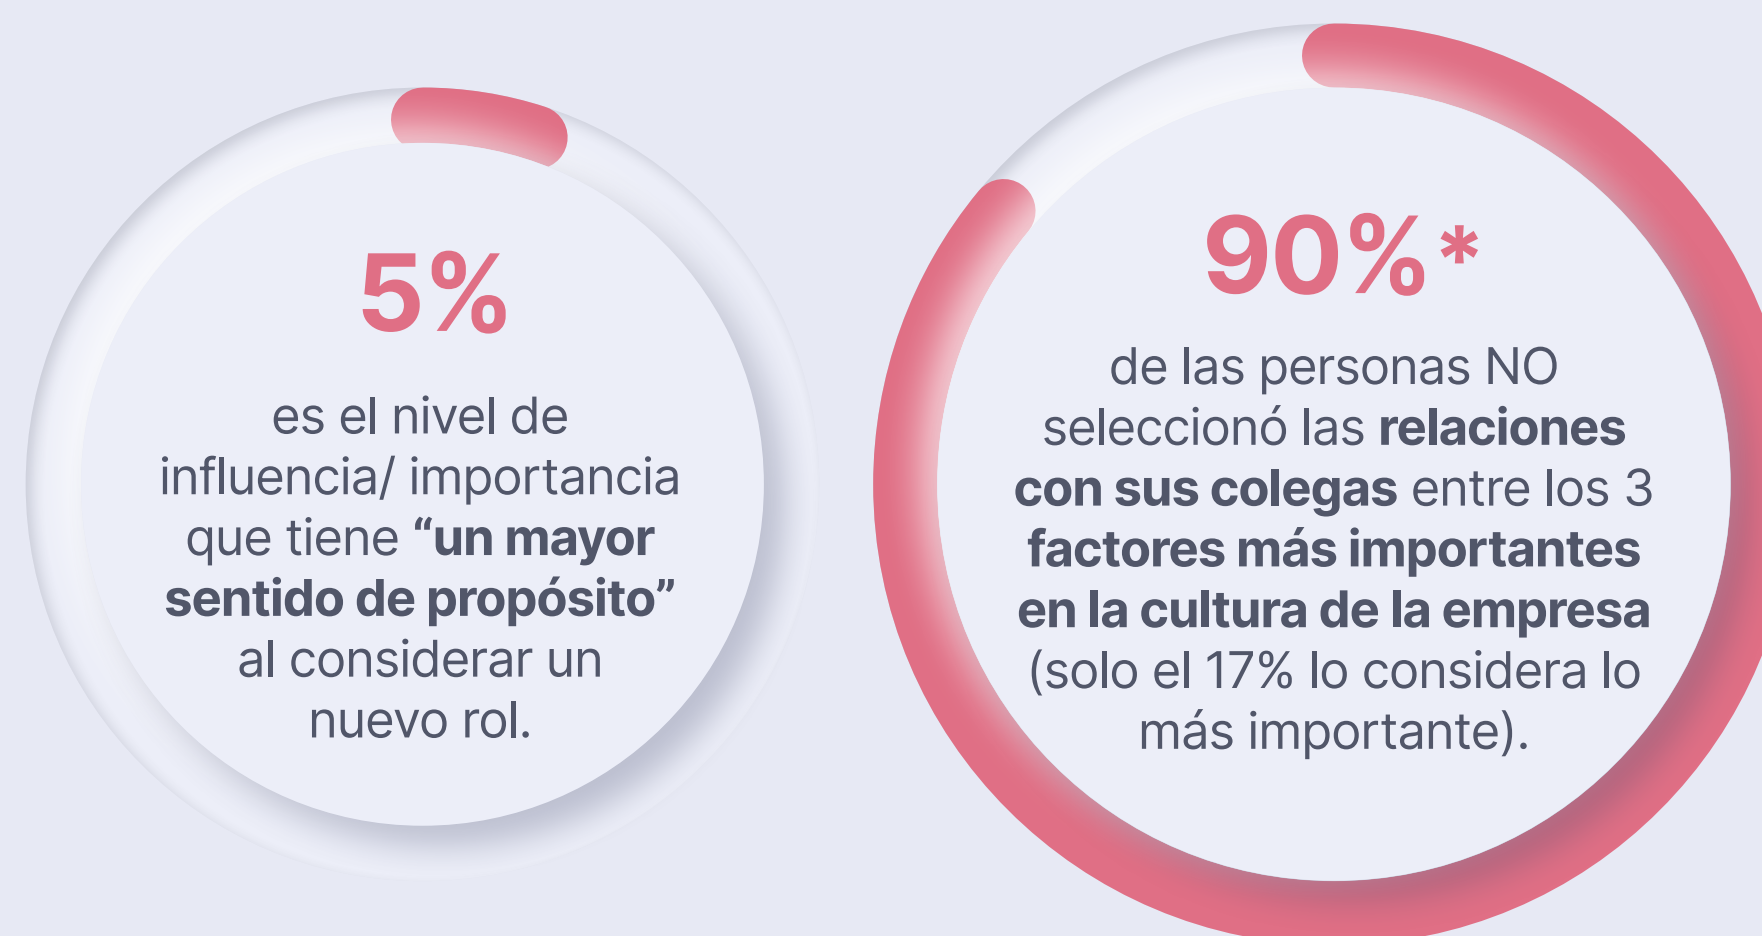 5%
es el nivel de
influencia/ importancia
que tiene “un mayor
sentido de propósito”
al considerar un
nuevo rol.
90%*
de las personas NO
seleccionó las relaciones
con sus colegas entre los 3
factores más importantes
en la cultura de la empresa
(solo el 17% lo considera lo
más importante).